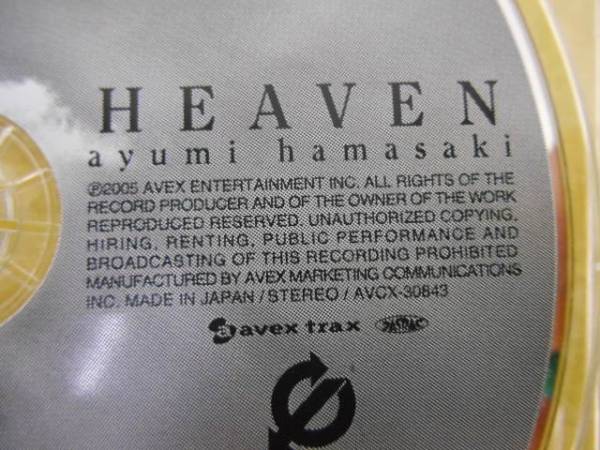 HEAVEN
ayumi hamasaki
℗2005 AVEX ENTERTAINMENT INC. ALL RIGHTS OF THE
RECORD PRODUCER AND OF THE OWNER OF THE WORK
REPRODUCED RESERVED. UNAUTHORIZED COPYING,
HIRING, RENTING, PUBLIC PERFORMANCE AND
BROADCASTING OF THIS RECORDING PROHIBITED
MANUFACTURED BY AVEX MARKETING COMMUNICATIONS
INC. MADE IN JAPAN / STEREO / AVCX-30843
a avex trax JASRAC